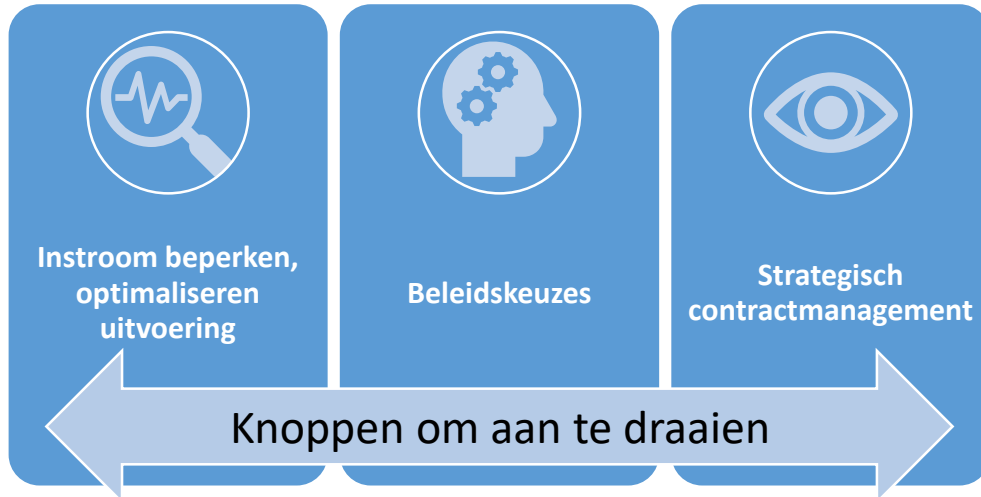 Instroom beperken,
optimaliseren
uitvoering
Beleidskeuzes
Strategisch
contractmanagement
Knoppen om aan te draaien